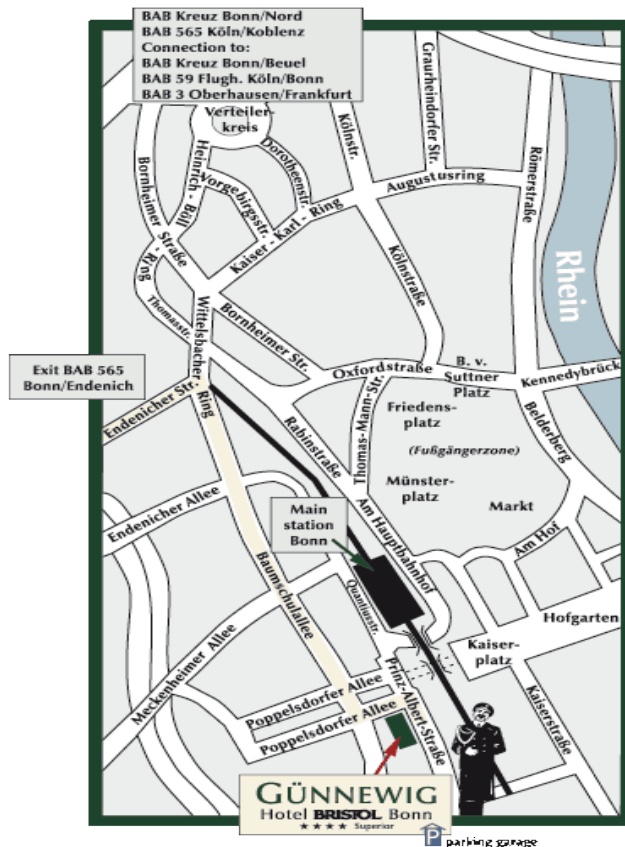 BAB Kreuz Bonn/Nord
BAB 565 Köln/Koblenz
Connection to:
BAB Kreuz Bonn/Beuel
BAB 59 Flugh. Köln/Bonn
BAB 3 Oberhausen/Frankfurt
Verteiler-
kreis
Kölnstr.
Graurheindorfer Str.
Römerstraße
Rhein
Bornheimer Straße
Heinrich - Böll
- Ring
Vorgebirgsstr.
Dorotheenstr.
Kaiser - Karl - Ring
Augustusring
Kölnstraße
Thomasstr.
Wittelsbacher
Ring
Bornheimer Str.
Oxfordstraße
B. v.
Suttner
Platz
Kennedybrück
Exit BAB 565
Bonn/Endenich
Endenicher Str.
Rabinstraße
Thomas-Mann-Str.
Friedens-
platz
(Fußgängerzone)
Belderberg
Münster-
platz
Markt
Endenicher Allee
Main
station
Bonn
Am Hauptbahnhof
Am Hof
Baumschulallee
Quantiusstr.
Hofgarten
Kaiser-
platz
Meckenheimer Allee
Poppelsdorfer Allee
Poppelsdorfer Allee
Prinz-Albert-Straße
Kaiserstraße
GÜNNEWIG
Hotel BRISTOL Bonn
★★★★ Superior
P parking garage